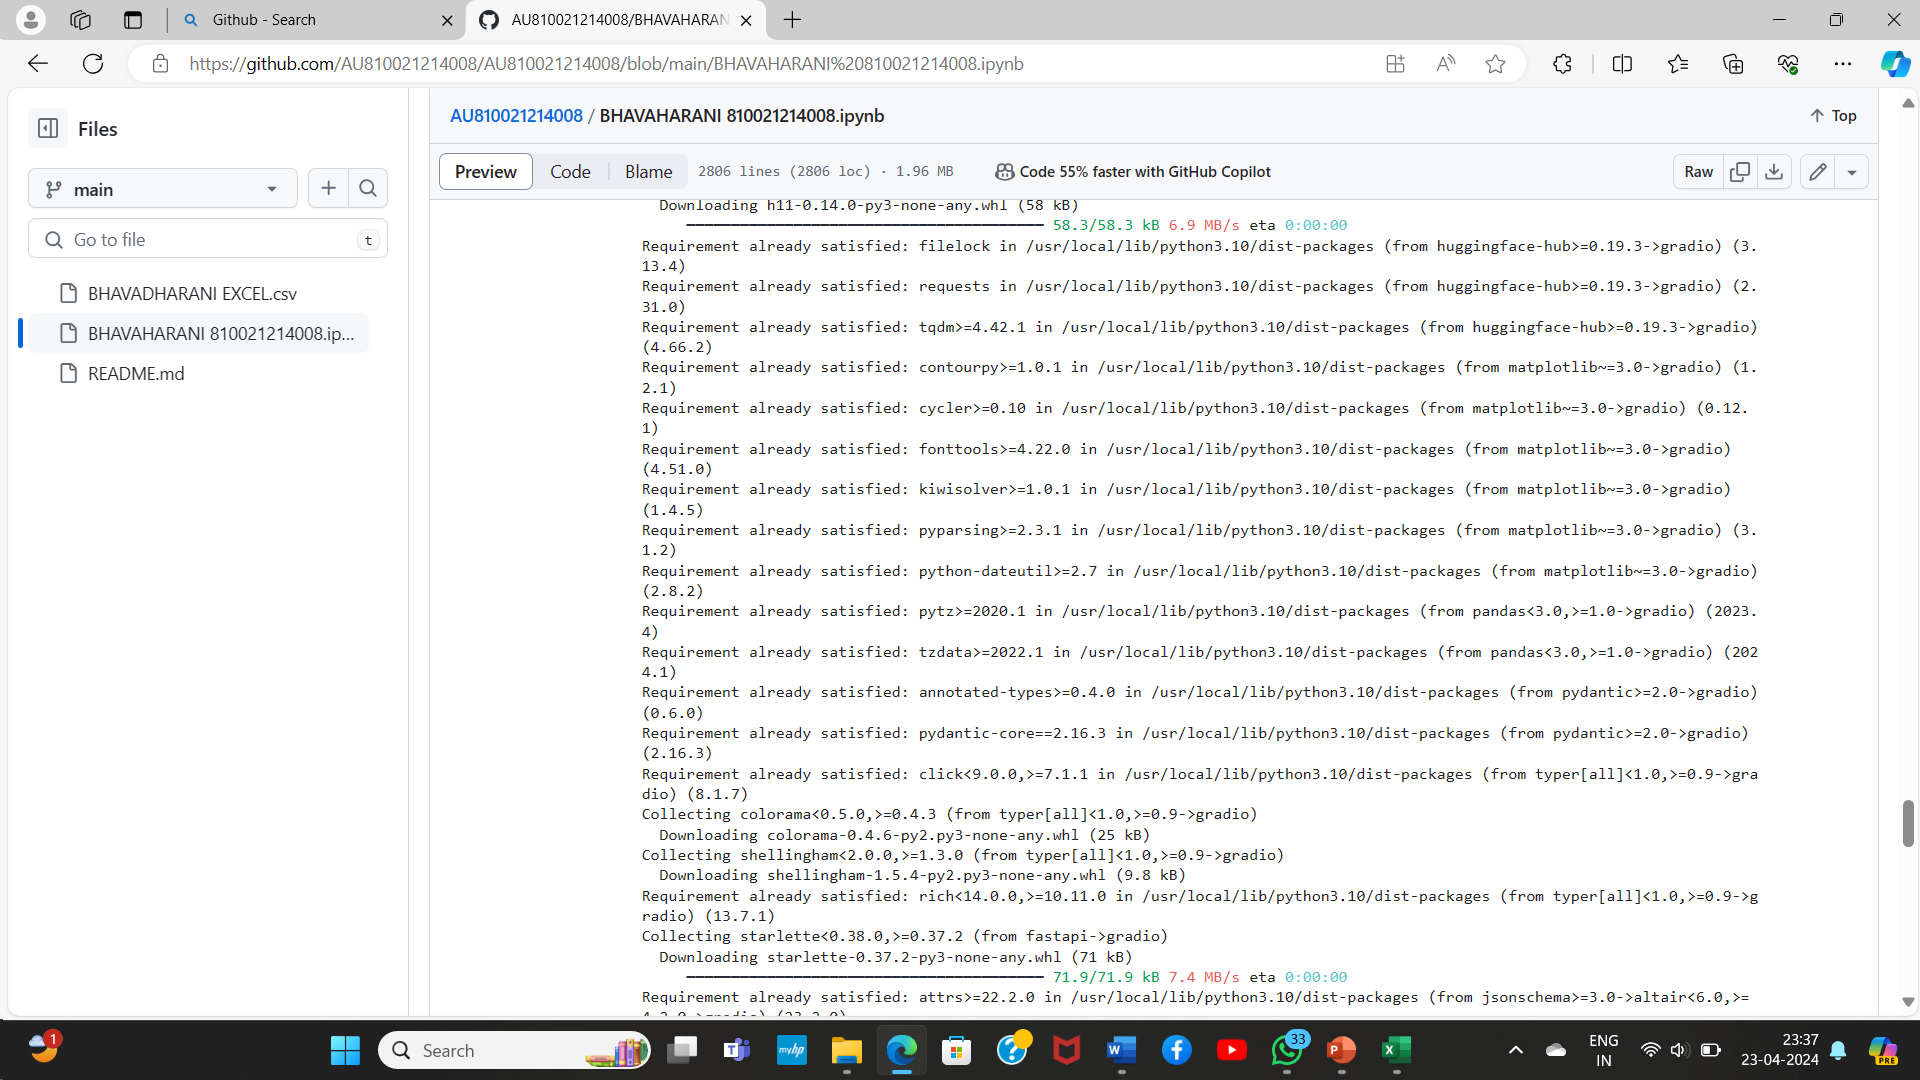 Github - Search
AU810021214008/BHAVAHARAN
https://github.com/AU810021214008/AU810021214008/blob/main/BHAVAHARANI%20810021214008.ipynb
Files
AU810021214008 / BHAVAHARANI 810021214008.ipynb
Top
main
Preview Code Blame 2806 lines (2806 loc) · 1.96 MB Code 55% faster with GitHub Copilot Raw
Go to file t
BHAVADHARANI EXCEL.csv
BHAVAHARANI 810021214008.ip...
README.md
Downloading h11-0.14.0-py3-none-any.whl (58 kB)
58.3/58.3 kB 6.9 MB/s eta 0:00:00
Requirement already satisfied: filelock in /usr/local/lib/python3.10/dist-packages (from huggingface-hub>=0.19.3->gradio) (3.
13.4)
Requirement already satisfied: requests in /usr/local/lib/python3.10/dist-packages (from huggingface-hub>=0.19.3->gradio) (2.
31.0)
Requirement already satisfied: tqdm>=4.42.1 in /usr/local/lib/python3.10/dist-packages (from huggingface-hub>=0.19.3->gradio)
(4.66.2)
Requirement already satisfied: contourpy>=1.0.1 in /usr/local/lib/python3.10/dist-packages (from matplotlib~=3.0->gradio) (1.
2.1)
Requirement already satisfied: cycler>=0.10 in /usr/local/lib/python3.10/dist-packages (from matplotlib~=3.0->gradio) (0.12.
1)
Requirement already satisfied: fonttools>=4.22.0 in /usr/local/lib/python3.10/dist-packages (from matplotlib~=3.0->gradio)
(4.51.0)
Requirement already satisfied: kiwisolver>=1.0.1 in /usr/local/lib/python3.10/dist-packages (from matplotlib~=3.0->gradio)
(1.4.5)
Requirement already satisfied: pyparsing>=2.3.1 in /usr/local/lib/python3.10/dist-packages (from matplotlib~=3.0->gradio) (3.
1.2)
Requirement already satisfied: python-dateutil>=2.7 in /usr/local/lib/python3.10/dist-packages (from matplotlib~=3.0->gradio)
(2.8.2)
Requirement already satisfied: pytz>=2020.1 in /usr/local/lib/python3.10/dist-packages (from pandas<3.0,>=1.0->gradio) (2023.
4)
Requirement already satisfied: tzdata>=2022.1 in /usr/local/lib/python3.10/dist-packages (from pandas<3.0,>=1.0->gradio) (202
4.1)
Requirement already satisfied: annotated-types>=0.4.0 in /usr/local/lib/python3.10/dist-packages (from pydantic>=2.0->gradio)
(0.6.0)
Requirement already satisfied: pydantic-core==2.16.3 in /usr/local/lib/python3.10/dist-packages (from pydantic>=2.0->gradio)
(2.16.3)
Requirement already satisfied: click<9.0.0,>=7.1.1 in /usr/local/lib/python3.10/dist-packages (from typer[all]<1.0,>=0.9->gra
dio) (8.1.7)
Collecting colorama<0.5.0,>=0.4.3 (from typer[all]<1.0,>=0.9->gradio)
Downloading colorama-0.4.6-py2.py3-none-any.whl (25 kB)
Collecting shellingham<2.0.0,>=1.3.0 (from typer[all]<1.0,>=0.9->gradio)
Downloading shellingham-1.5.4-py2.py3-none-any.whl (9.8 kB)
Requirement already satisfied: rich<14.0.0,>=10.11.0 in /usr/local/lib/python3.10/dist-packages (from typer[all]<1.0,>=0.9->g
radio) (13.7.1)
Collecting starlette<0.38.0,>=0.37.2 (from fastapi->gradio)
Downloading starlette-0.37.2-py3-none-any.whl (71 kB)
71.9/71.9 kB 7.4 MB/s eta 0:00:00
Requirement already satisfied: attrs>=22.2.0 in /usr/local/lib/python3.10/dist-packages (from jsonschema>=3.0->altair<6.0,>=
1
Search
myhp
33
ENG
IN
23:37
23-04-2024
PRE